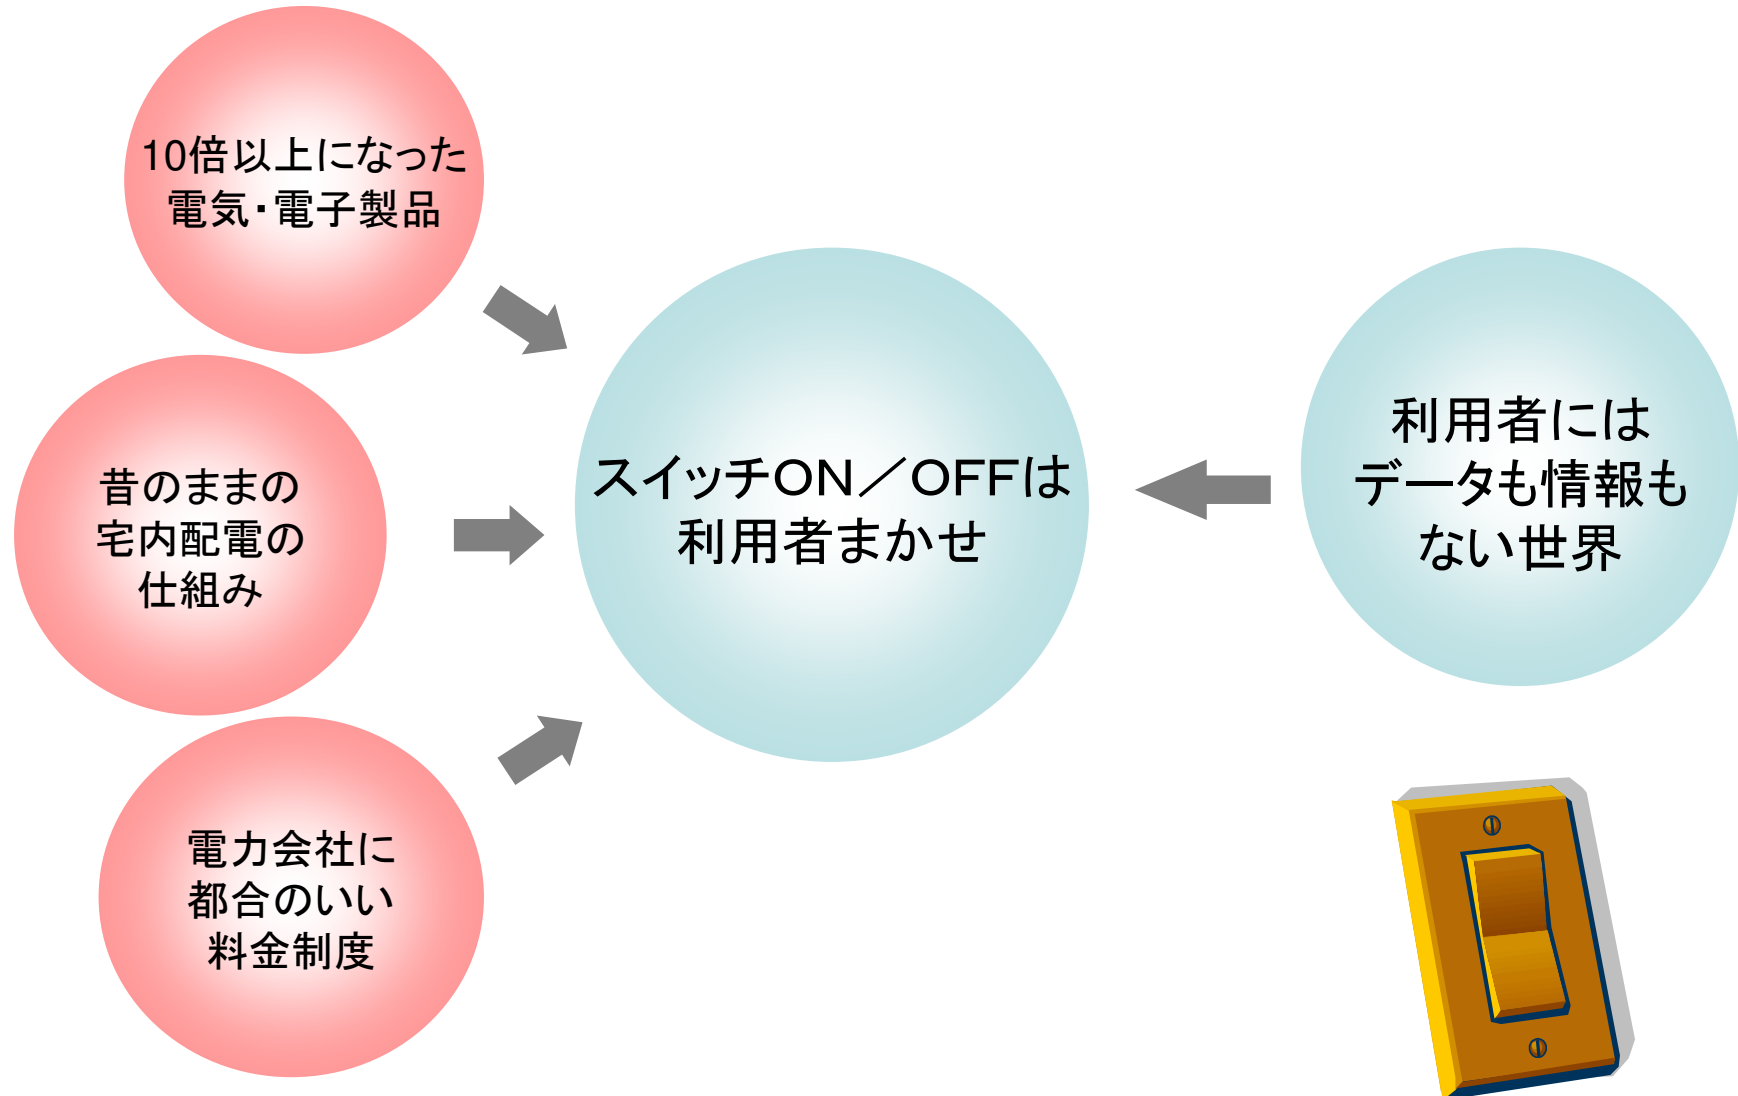 10倍以上になった
電気・電子製品
昔のままの
宅内配電の
仕組み
電力会社に
都合のいい
料金制度
スイッチON／OFFは
利用者まかせ
利用者には
データも情報も
ない世界